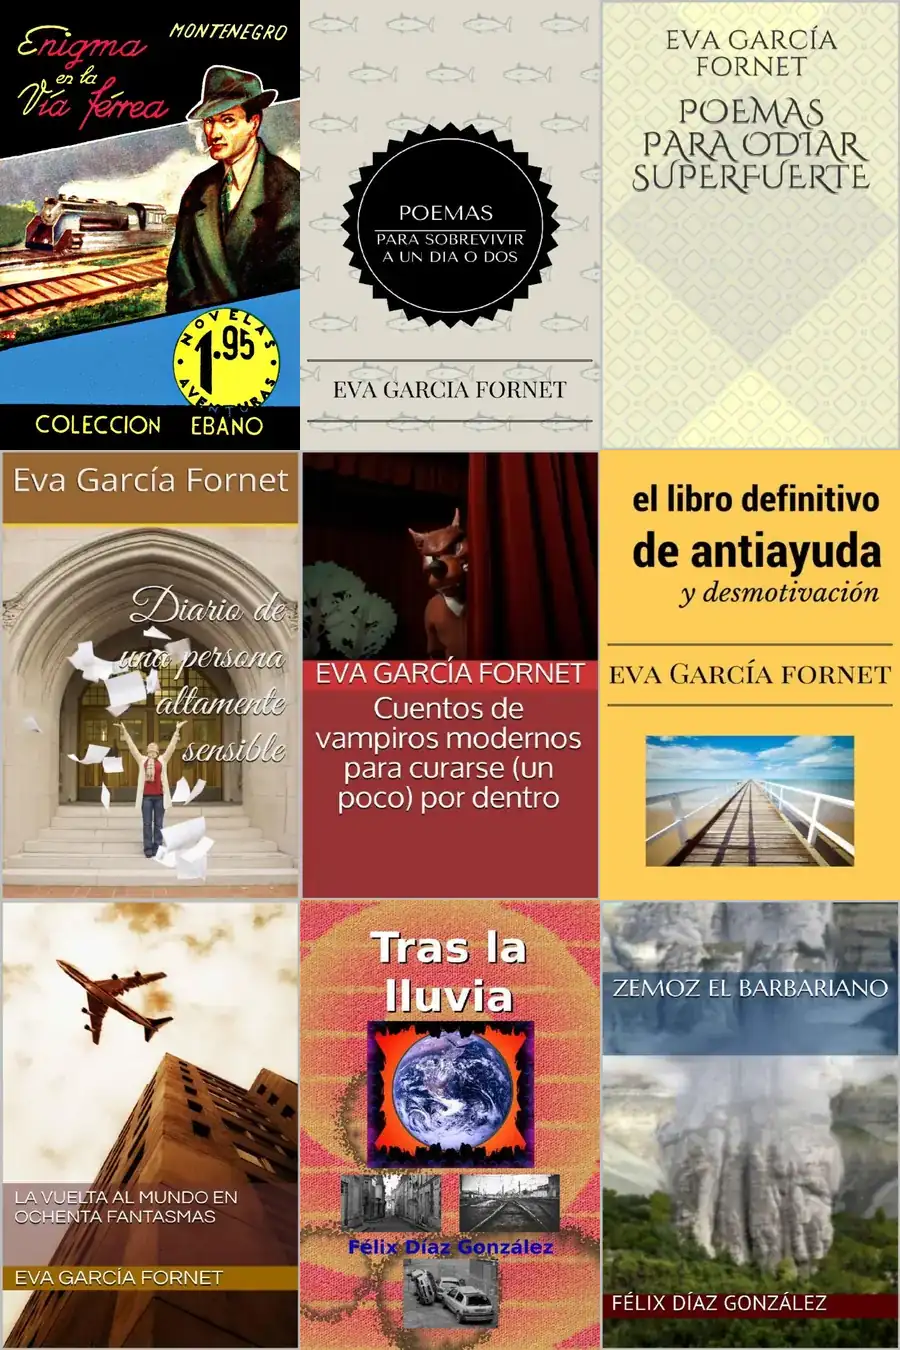 Enigma
en la
Vía férrea
MONTENEGRO
NOVELAS
1.95
AVENTURAS
COLECCION EBANO
POEMAS
PARA SOBREVIVIR
A UN DIA O DOS
EVA GARCIA FORNET
EVA GARCÍA
FORNET
POEMAS
PARA ODIAR
SUPERFUERTE
Eva García Fornet
Diario de
una persona
altamente
sensible
EVA GARCÍA FORNET
Cuentos de
vampiros modernos
para curarse (un
poco) por dentro
el libro definitivo
de antiayuda
y desmotivación
EVA GARCÍA FORNET
LA VUELTA AL MUNDO EN
OCHENTA FANTASMAS
EVA GARCÍA FORNET
Tras la
lluvia
Félix Díaz González
ZEMOZ EL BARBARIANO
FÉLIX DÍAZ GONZÁLEZ